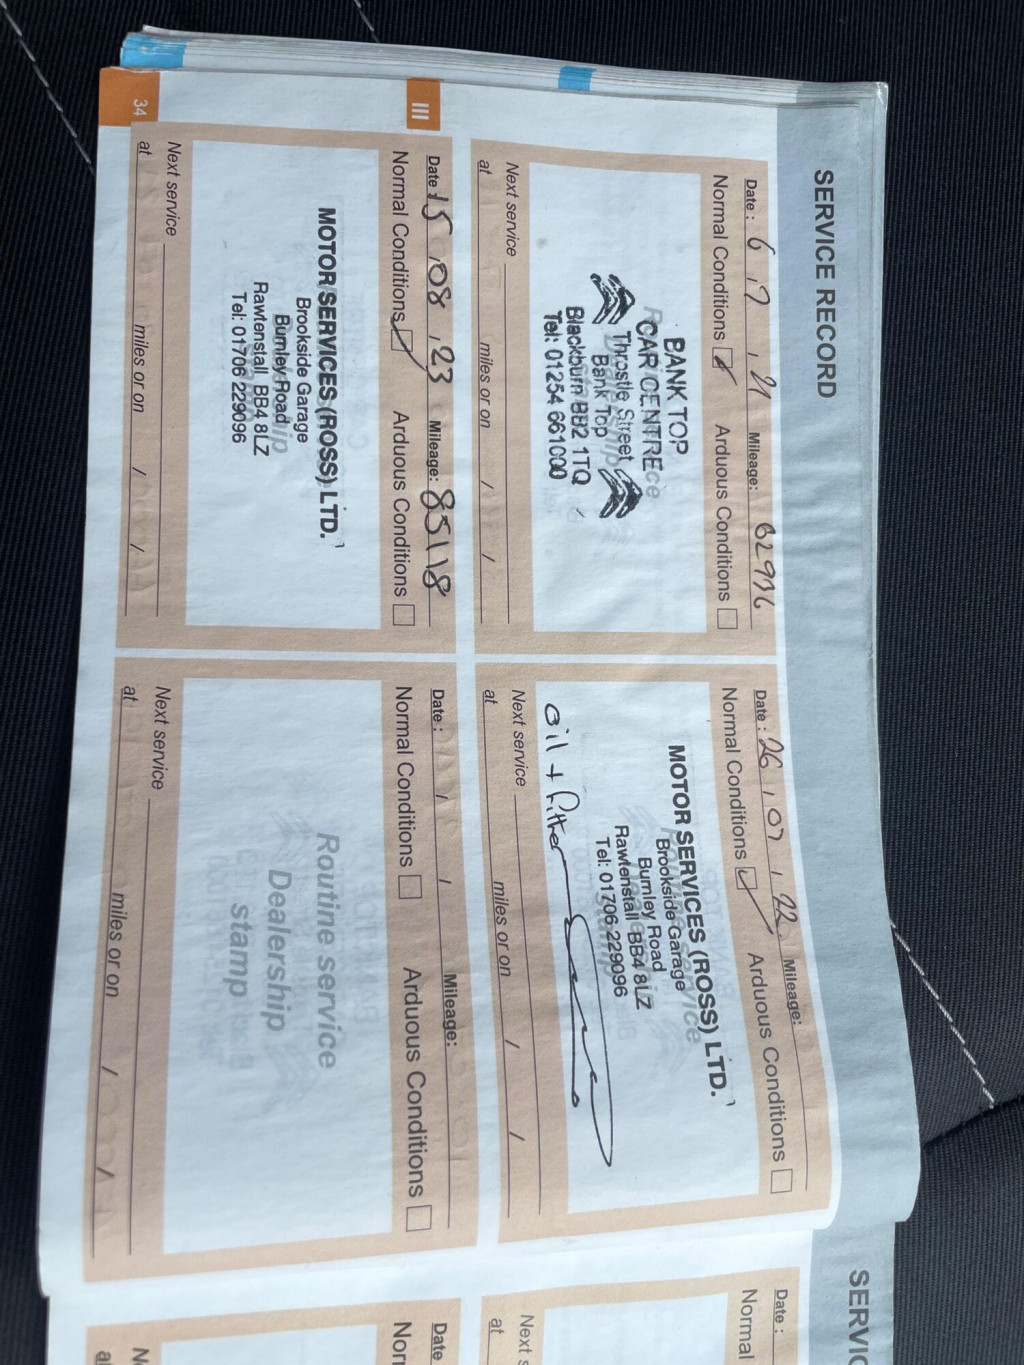 SERVICE RECORD
Date : 6 . 7 . 21 Mileage: 62976
Normal Conditions Arduous Conditions
BANK TOP
CAR CENTRE
Throstle Street
Bank Top
Blackburn BB2 1TQ
Tel: 01254 661000
Next service
at miles or on / /
Date : 26 . 07 . 22. Mileage:
Normal Conditions Arduous Conditions
MOTOR SERVICES (ROSS) LTD.
Brookside Garage
Burnley Road
Rawtenstall BB4 8LZ
Tel: 01706 229096
Oil + filter
Next service
at miles or on / /
III
Date : 15 . 08 . 23 Mileage: 85118
Normal Conditions Arduous Conditions
MOTOR SERVICES (ROSS) LTD.
Brookside Garage
Burnley Road
Rawtenstall BB4 8LZ
Tel: 01706 229096
Next service
at miles or on / /
Date : / / Mileage:
Normal Conditions Arduous Conditions
Routine service
Dealership
stamp
Next service
at miles or on / /
34
SERVIC
Date :
Normal
Next s
at
Date
Nor